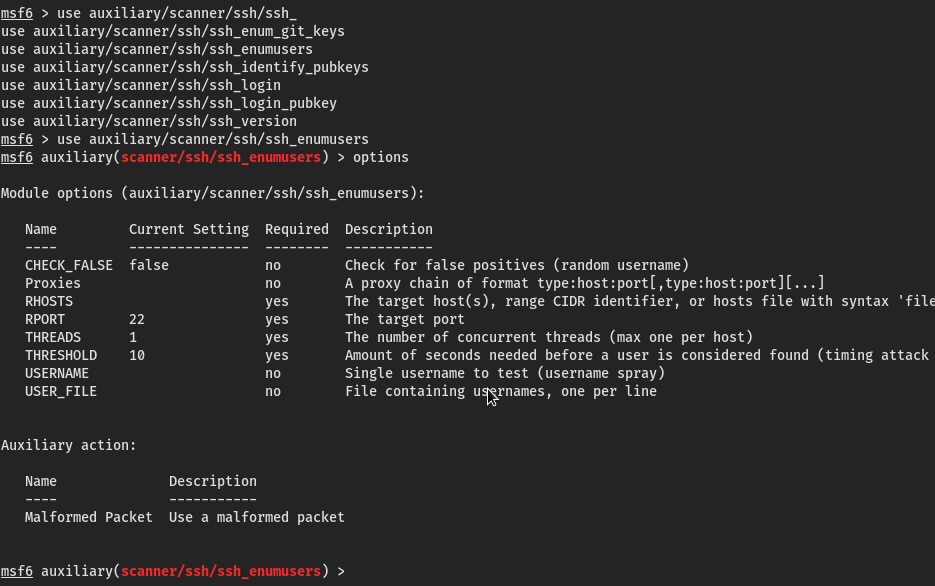 msf6 > use auxiliary/scanner/ssh/ssh_
use auxiliary/scanner/ssh/ssh_enum_git_keys
use auxiliary/scanner/ssh/ssh_enumusers
use auxiliary/scanner/ssh/ssh_identify_pubkeys
use auxiliary/scanner/ssh/ssh_login
use auxiliary/scanner/ssh/ssh_login_pubkey
use auxiliary/scanner/ssh/ssh_version
msf6 > use auxiliary/scanner/ssh/ssh_enumusers
msf6 auxiliary(scanner/ssh/ssh_enumusers) > options
Module options (auxiliary/scanner/ssh/ssh_enumusers):
Name Current Setting Required Description
---- --------------- -------- -----------
CHECK_FALSE false no Check for false positives (random username)
Proxies no A proxy chain of format type:host:port[,type:host:port][...]
RHOSTS yes The target host(s), range CIDR identifier, or hosts file with syntax 'file
RPORT 22 yes The target port
THREADS 1 yes The number of concurrent threads (max one per host)
THRESHOLD 10 yes Amount of seconds needed before a user is considered found (timing attack
USERNAME no Single username to test (username spray)
USER_FILE no File containing usernames, one per line
Auxiliary action:
Name Description
---- -----------
Malformed Packet Use a malformed packet
msf6 auxiliary(scanner/ssh/ssh_enumusers) >